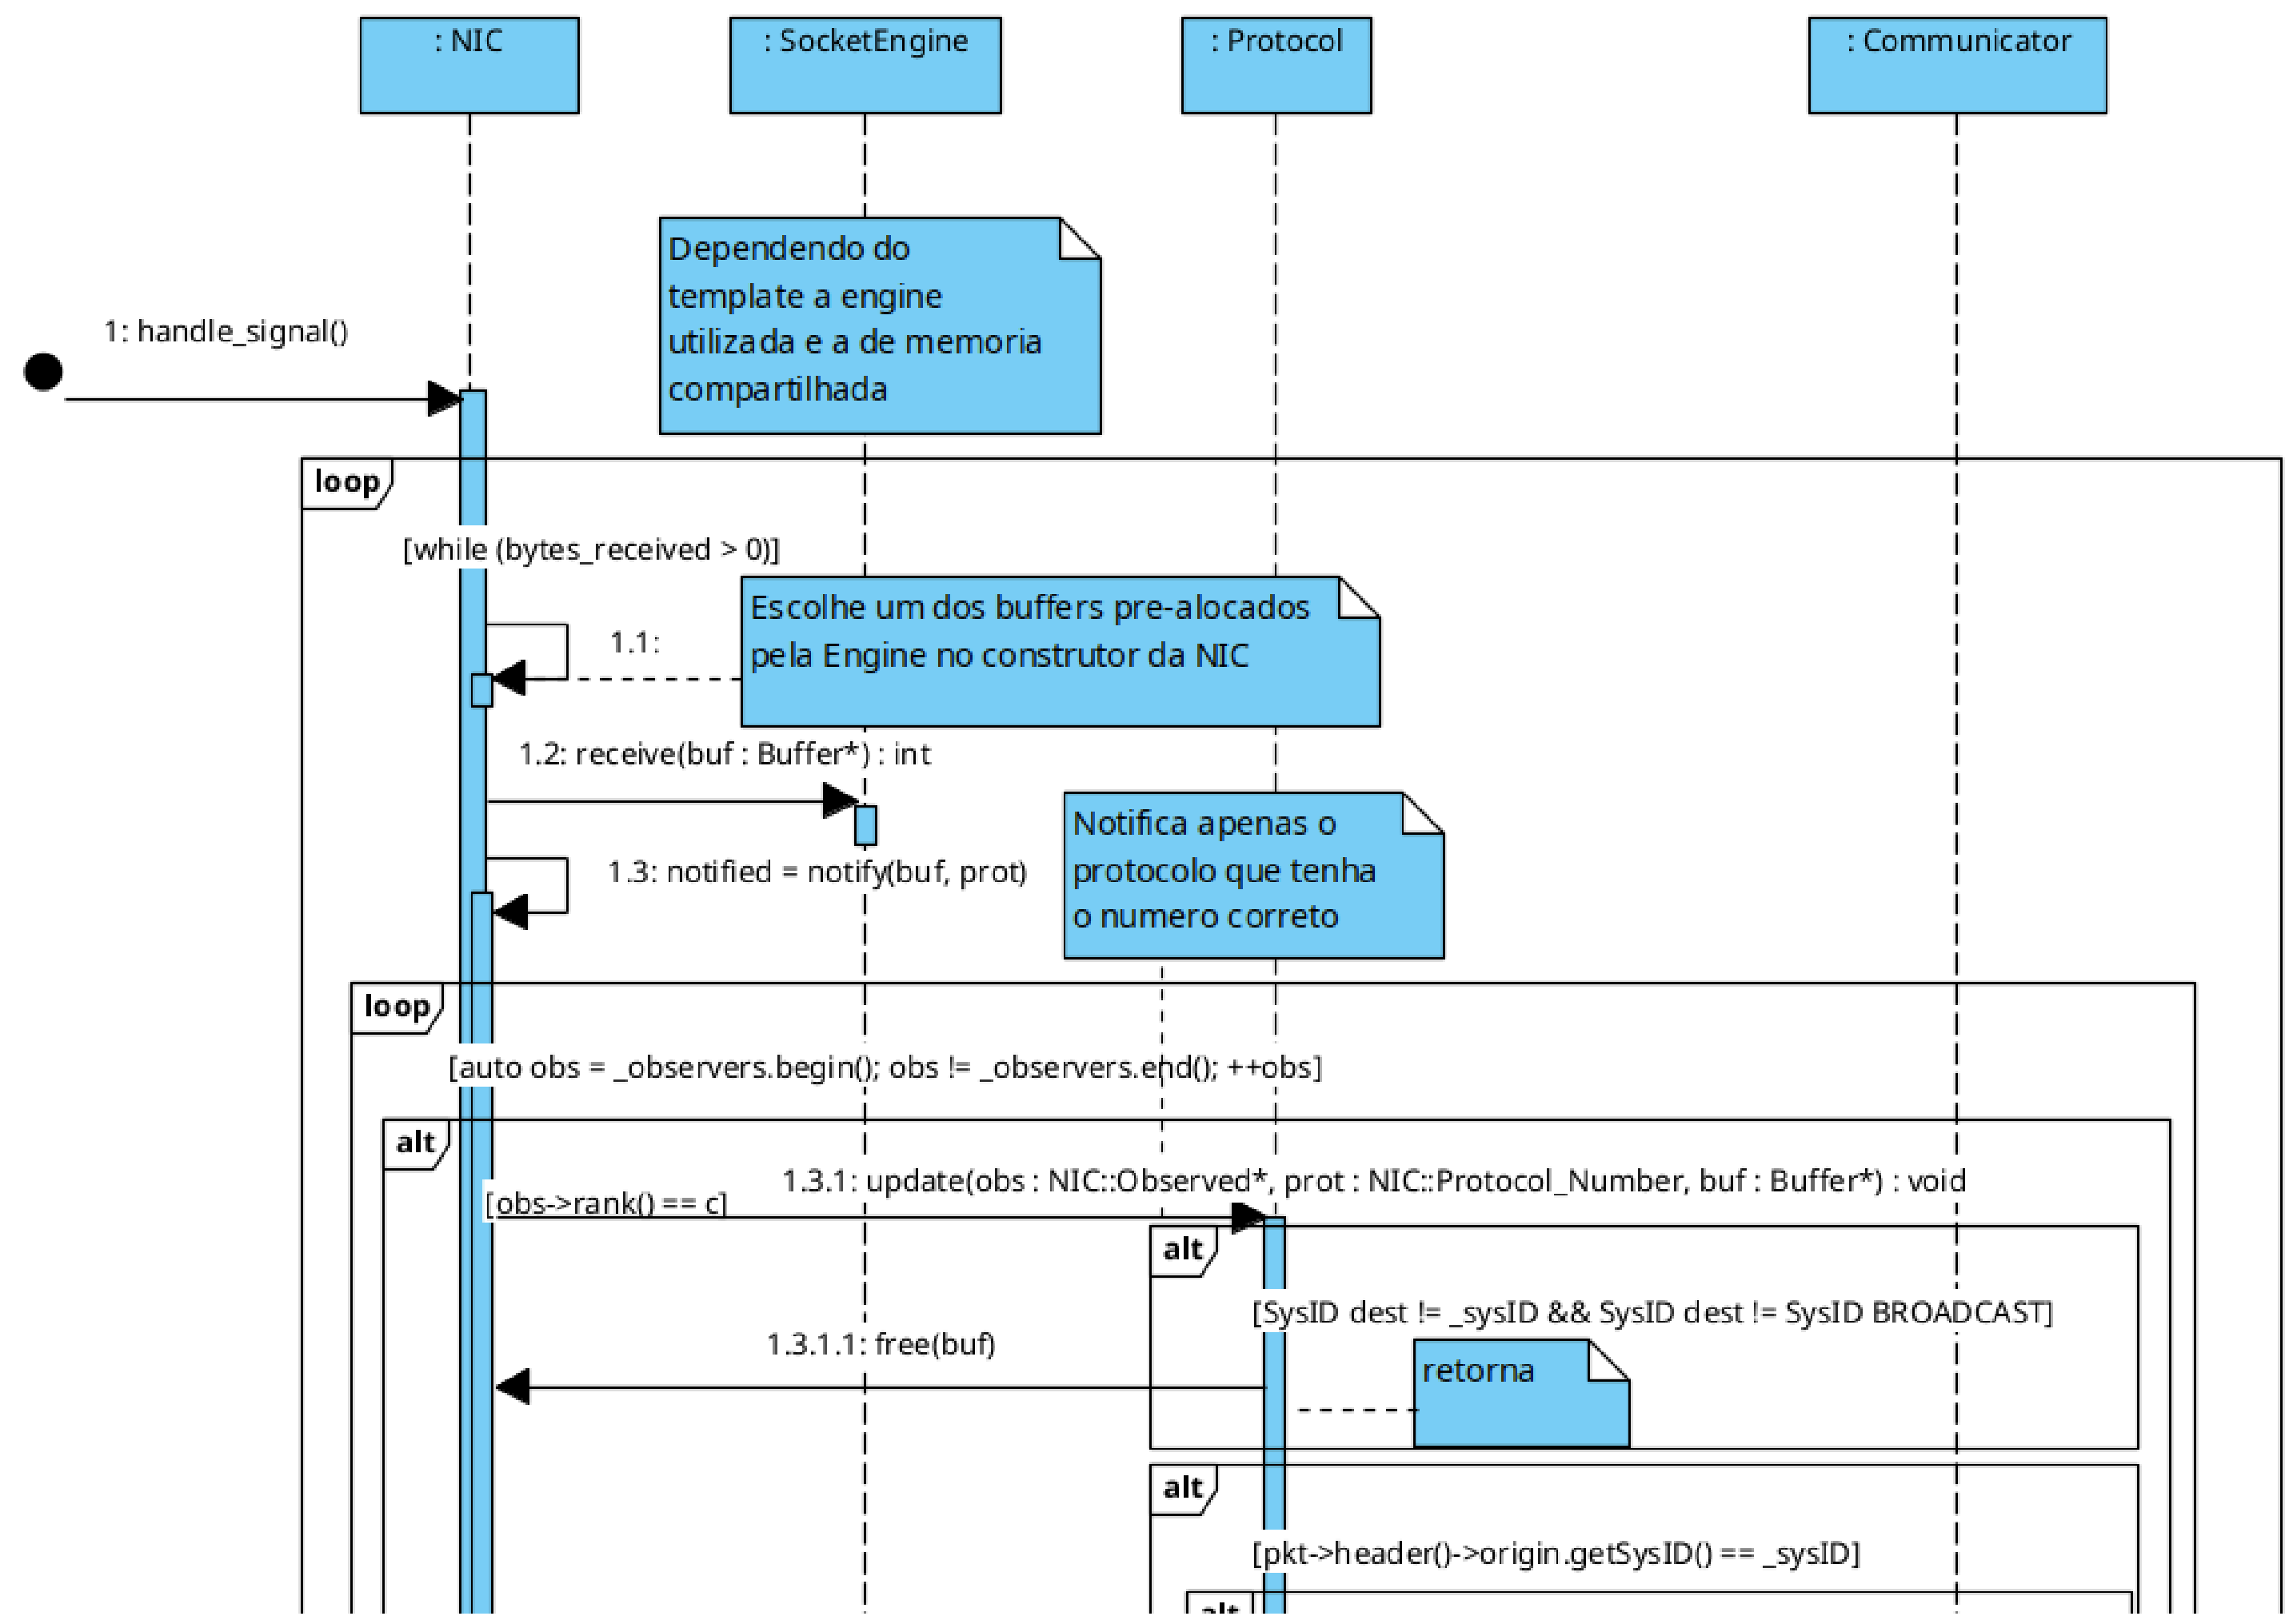 : NIC
: SocketEngine
: Protocol
: Communicator
Dependendo do
template a engine
utilizada e a de memoria
compartilhada
1: handle_signal()
loop
[while (bytes_received > 0)]
Escolhe um dos buffers pre-alocados
pela Engine no construtor da NIC
1.1:
1.2: receive(buf : Buffer*) : int
Notifica apenas o
protocolo que tenha
o numero correto
1.3: notified = notify(buf, prot)
loop
[auto obs = _observers.begin(); obs != _observers.end(); ++obs]
alt
1.3.1: update(obs : NIC::Observed*, prot : NIC::Protocol_Number, buf : Buffer*) : void
[obs->rank() == c]
alt
[SysID dest != _sysID && SysID dest != SysID BROADCAST]
1.3.1.1: free(buf)
retorna
alt
[pkt->header()->origin.getSysID() == _sysID]
alt